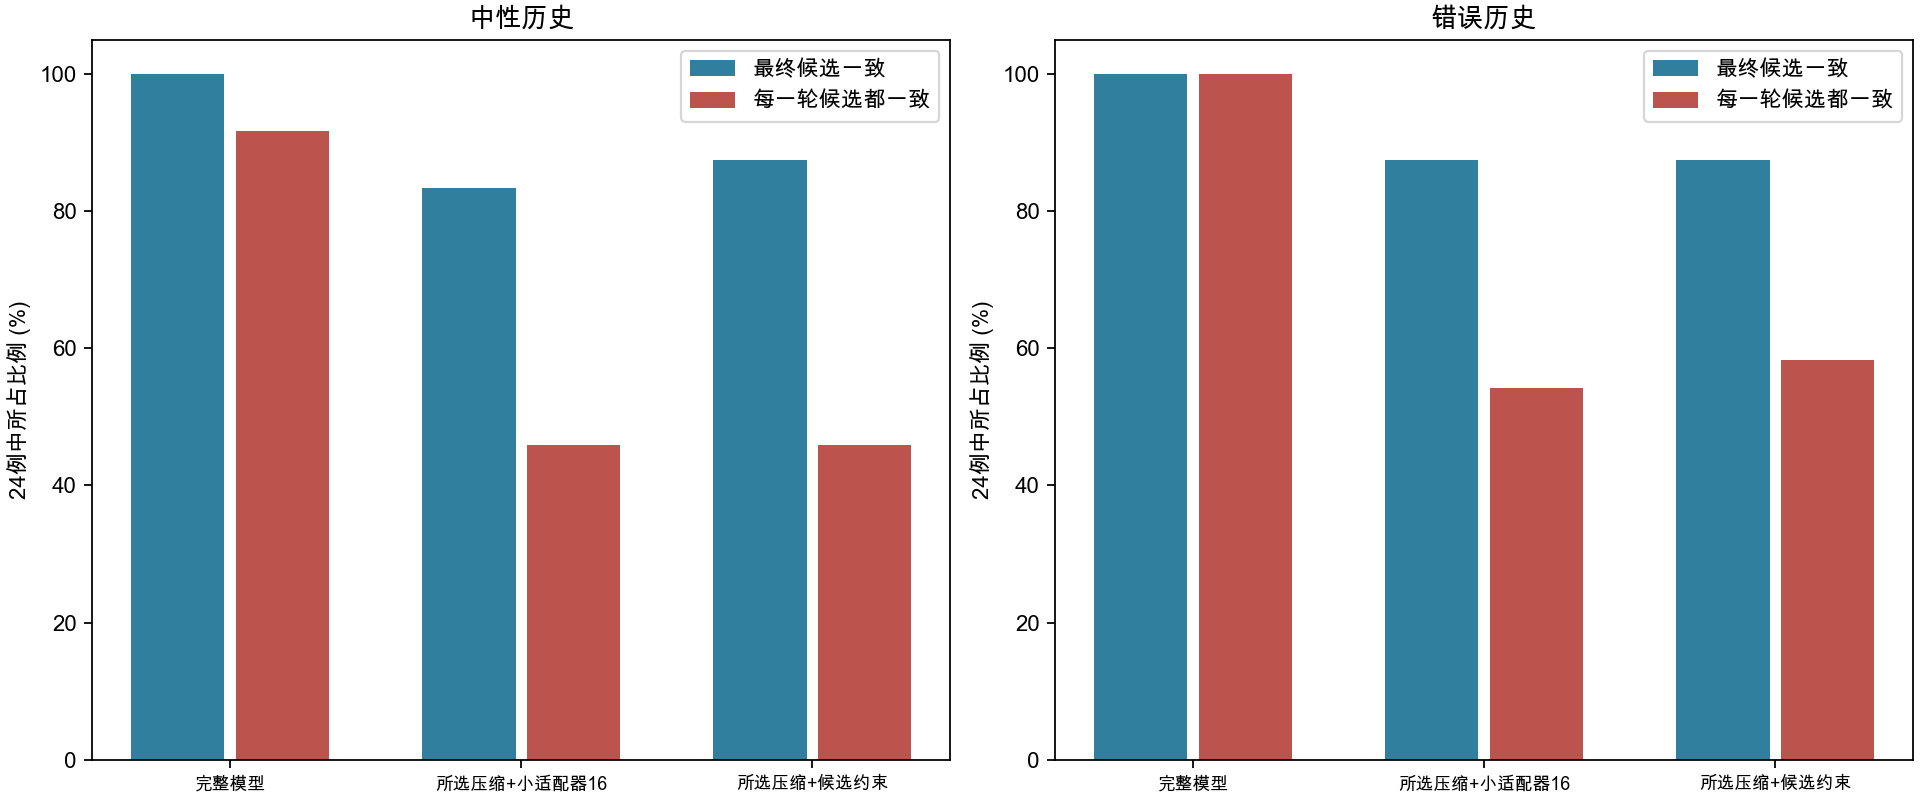 中性历史
最终候选一致
每一轮候选都一致
24例中所占比例 (%)
100
80
60
40
20
0
完整模型
所选压缩+小适配器16
所选压缩+候选约束
错误历史
最终候选一致
每一轮候选都一致
24例中所占比例 (%)
100
80
60
40
20
0
完整模型
所选压缩+小适配器16
所选压缩+候选约束